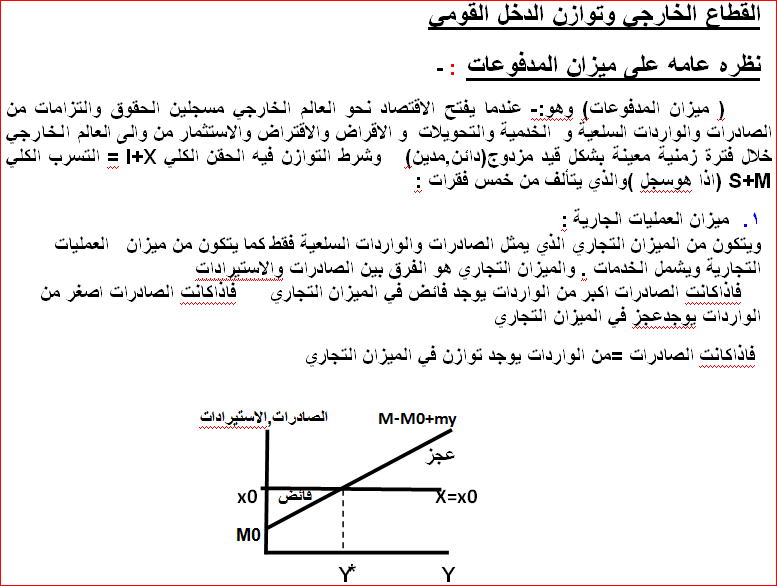 القطاع الخارجي وتوازن الدخل القومي
نظره عامه على ميزان المدفوعات : -
( ميزان المدفوعات) وهو:- عندما يفتح الاقتصاد نحو العالم الخارجي مسجلين الحقوق والتزامات من
الصادرات والواردات السلعية و الخدمية والتحويلات و الاقراض والاقتراض والاستثمار من والى العالم الخارجي
خلال فترة زمنية معينة بشكل قيد مزدوج(دائن,مدين) وشرط التوازن فيه الحقن الكلي I+X = التسرب الكلي
S+M (اذا هوسجل )والذي يتألف من خمس فقرات :
١. ميزان العمليات الجارية :
ويتكون من الميزان التجاري الذي يمثل الصادرات والواردات السلعية فقط كما يتكون من ميزان العمليات
التجارية ويشمل الخدمات . والميزان التجاري هو الفرق بين الصادرات والاستيرادات
فاذاكانت الصادرات اكبر من الواردات يوجد فائض في الميزان التجاري فاذاكانت الصادرات اصغر من
الواردات يوجدعجز في الميزان التجاري
فاذاكانت الصادرات =من الواردات يوجد توازن في الميزان التجاري
الصادرات,الاستيرادات
M-M0+my
عجز
x0
فائض
X=x0
M0
Y*
Y